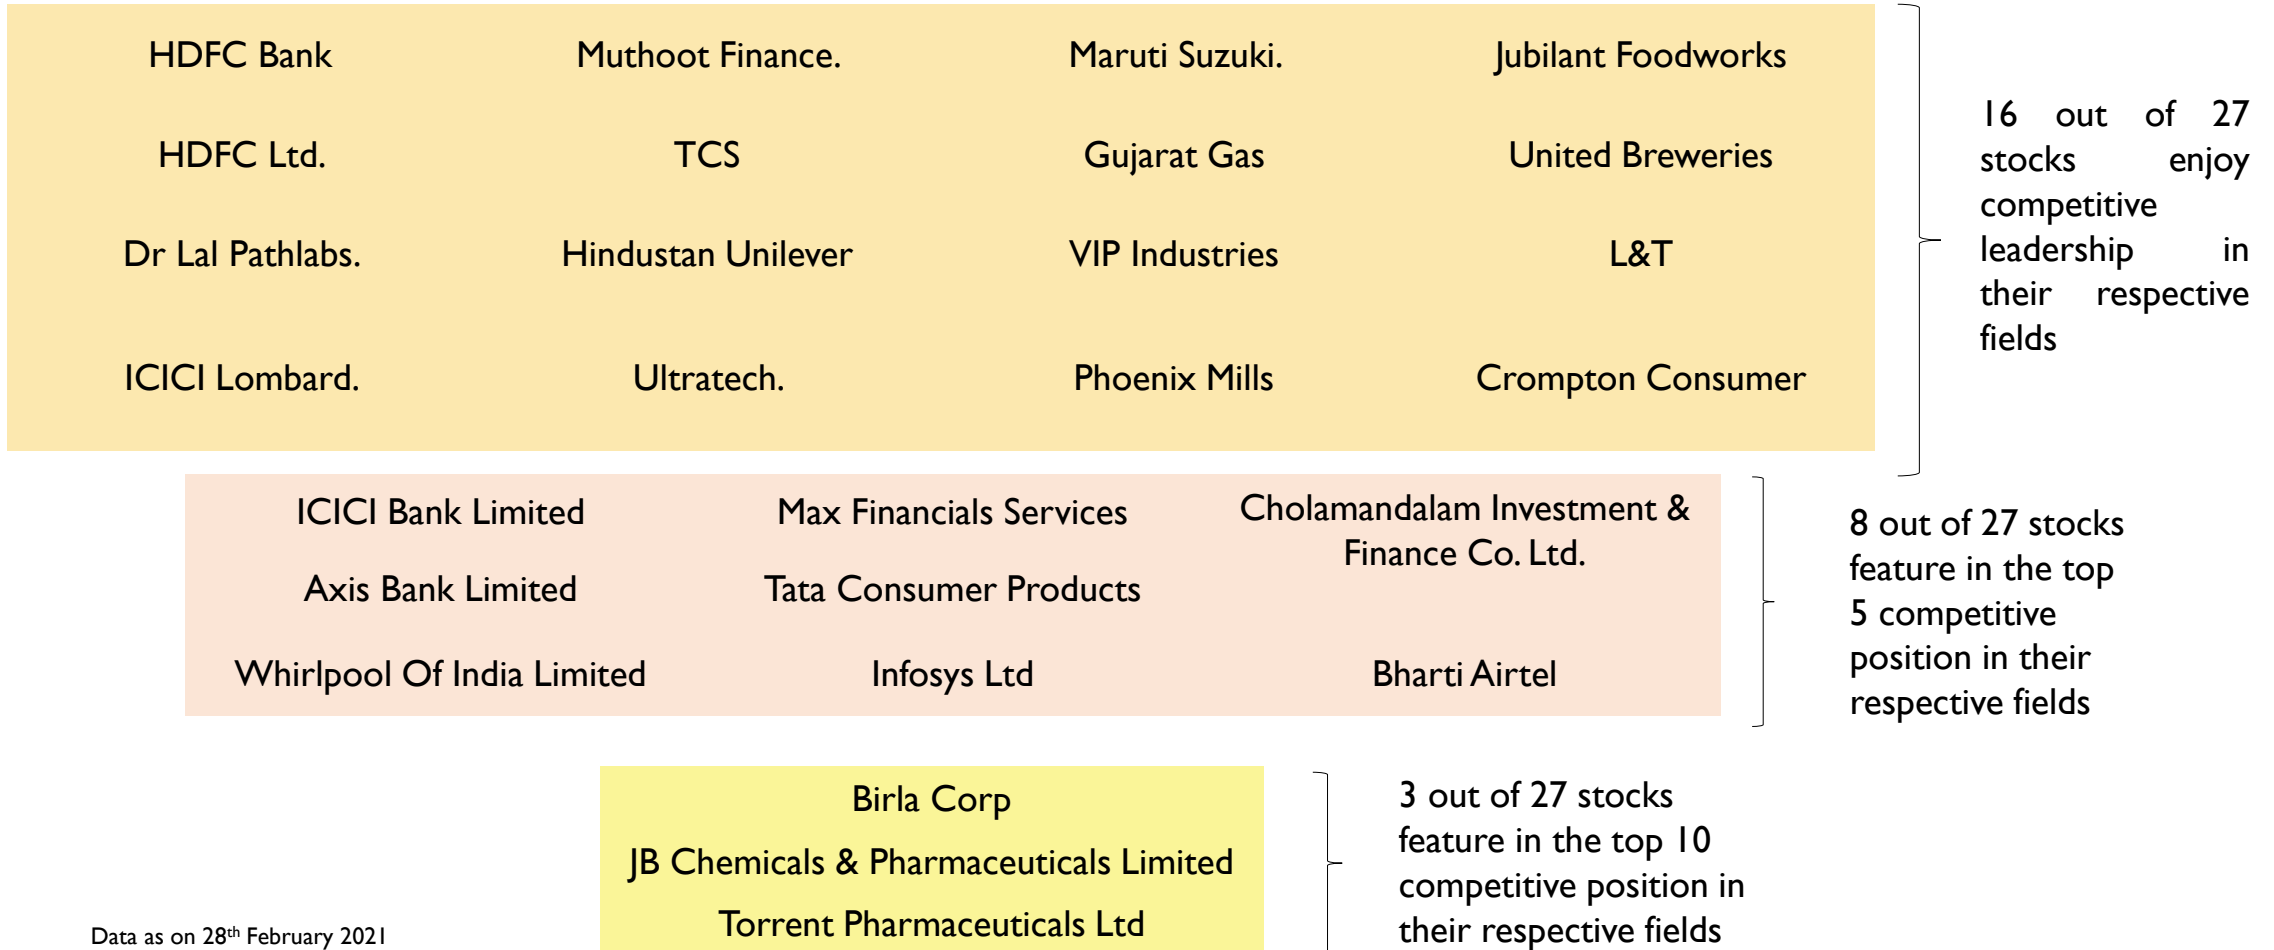 HDFC Bank Muthoot Finance. Maruti Suzuki. Jubilant Foodworks
HDFC Ltd. TCS Gujarat Gas United Breweries
Dr Lal Pathlabs. Hindustan Unilever VIP Industries L&T
ICICI Lombard. Ultratech. Phoenix Mills Crompton Consumer
16 out of 27
stocks enjoy
competitive
leadership in
their respective
fields
ICICI Bank Limited Max Financials Services Cholamandalam Investment &
Finance Co. Ltd.
Axis Bank Limited Tata Consumer Products
Whirlpool Of India Limited Infosys Ltd Bharti Airtel
8 out of 27 stocks
feature in the top
5 competitive
position in their
respective fields
Birla Corp
JB Chemicals & Pharmaceuticals Limited
Torrent Pharmaceuticals Ltd
3 out of 27 stocks
feature in the top 10
competitive position in
their respective fields
Data as on 28th February 2021